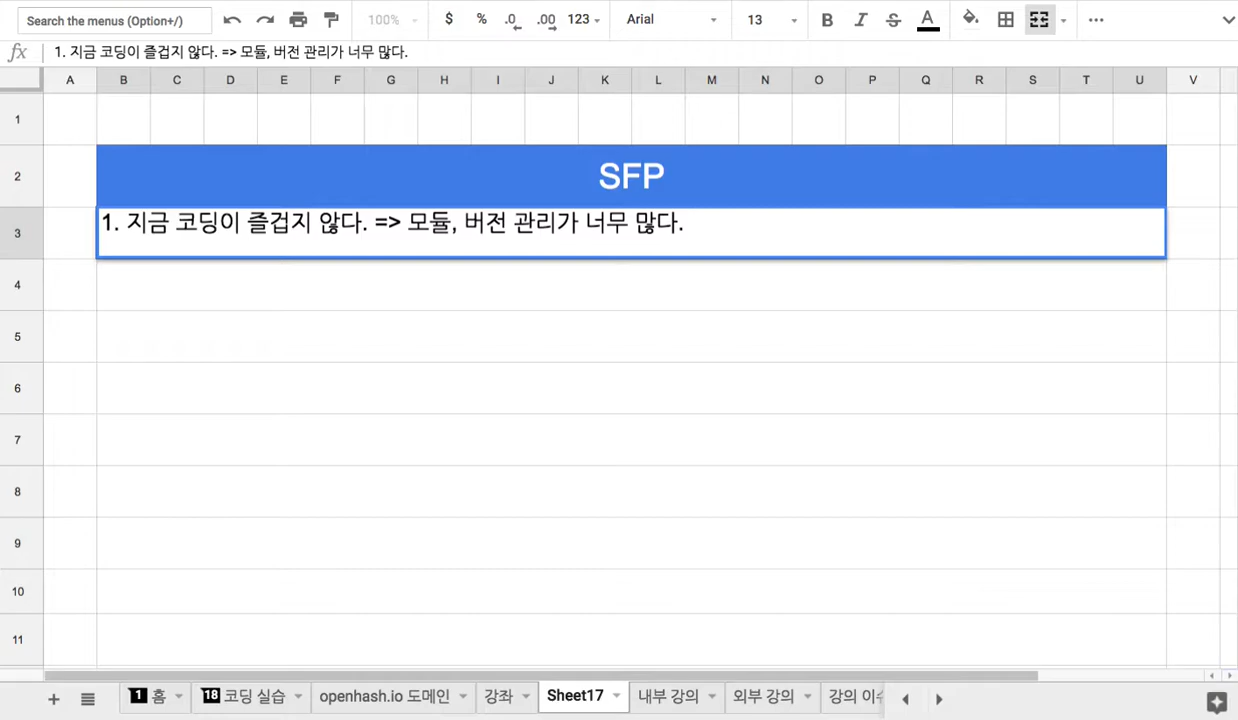 Search the menus (Option+/)
100%
$ % .0 .00 123
Arial
13
B I S A
fx
1. 지금 코딩이 즐겁지 않다. => 모듈, 버전 관리가 너무 많다.
A B C D E F G H I J K L M N O P Q R S T U V
1
2
SFP
3
1. 지금 코딩이 즐겁지 않다. => 모듈, 버전 관리가 너무 많다.
4
5
6
7
8
9
10
11
1 홈
18 코딩 실습
openhash.io 도메인
강좌
Sheet17
내부 강의
외부 강의
강의 이수